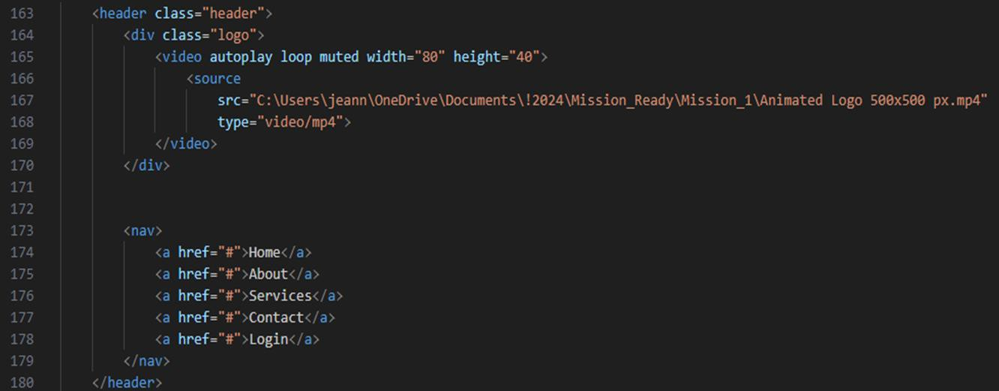 163 <header class="header">
164 <div class="logo">
165 <video autoplay loop muted width="80" height="40">
166 <source
167 src="C:\Users\jeann\OneDrive\Documents\!2024\Mission_Ready\Mission_1\Animated Logo 500x500 px.mp4"
168 type="video/mp4">
169 </video>
170 </div>
171
172
173 <nav>
174 <a href="#">Home</a>
175 <a href="#">About</a>
176 <a href="#">Services</a>
177 <a href="#">Contact</a>
178 <a href="#">Login</a>
179 </nav>
180 </header>